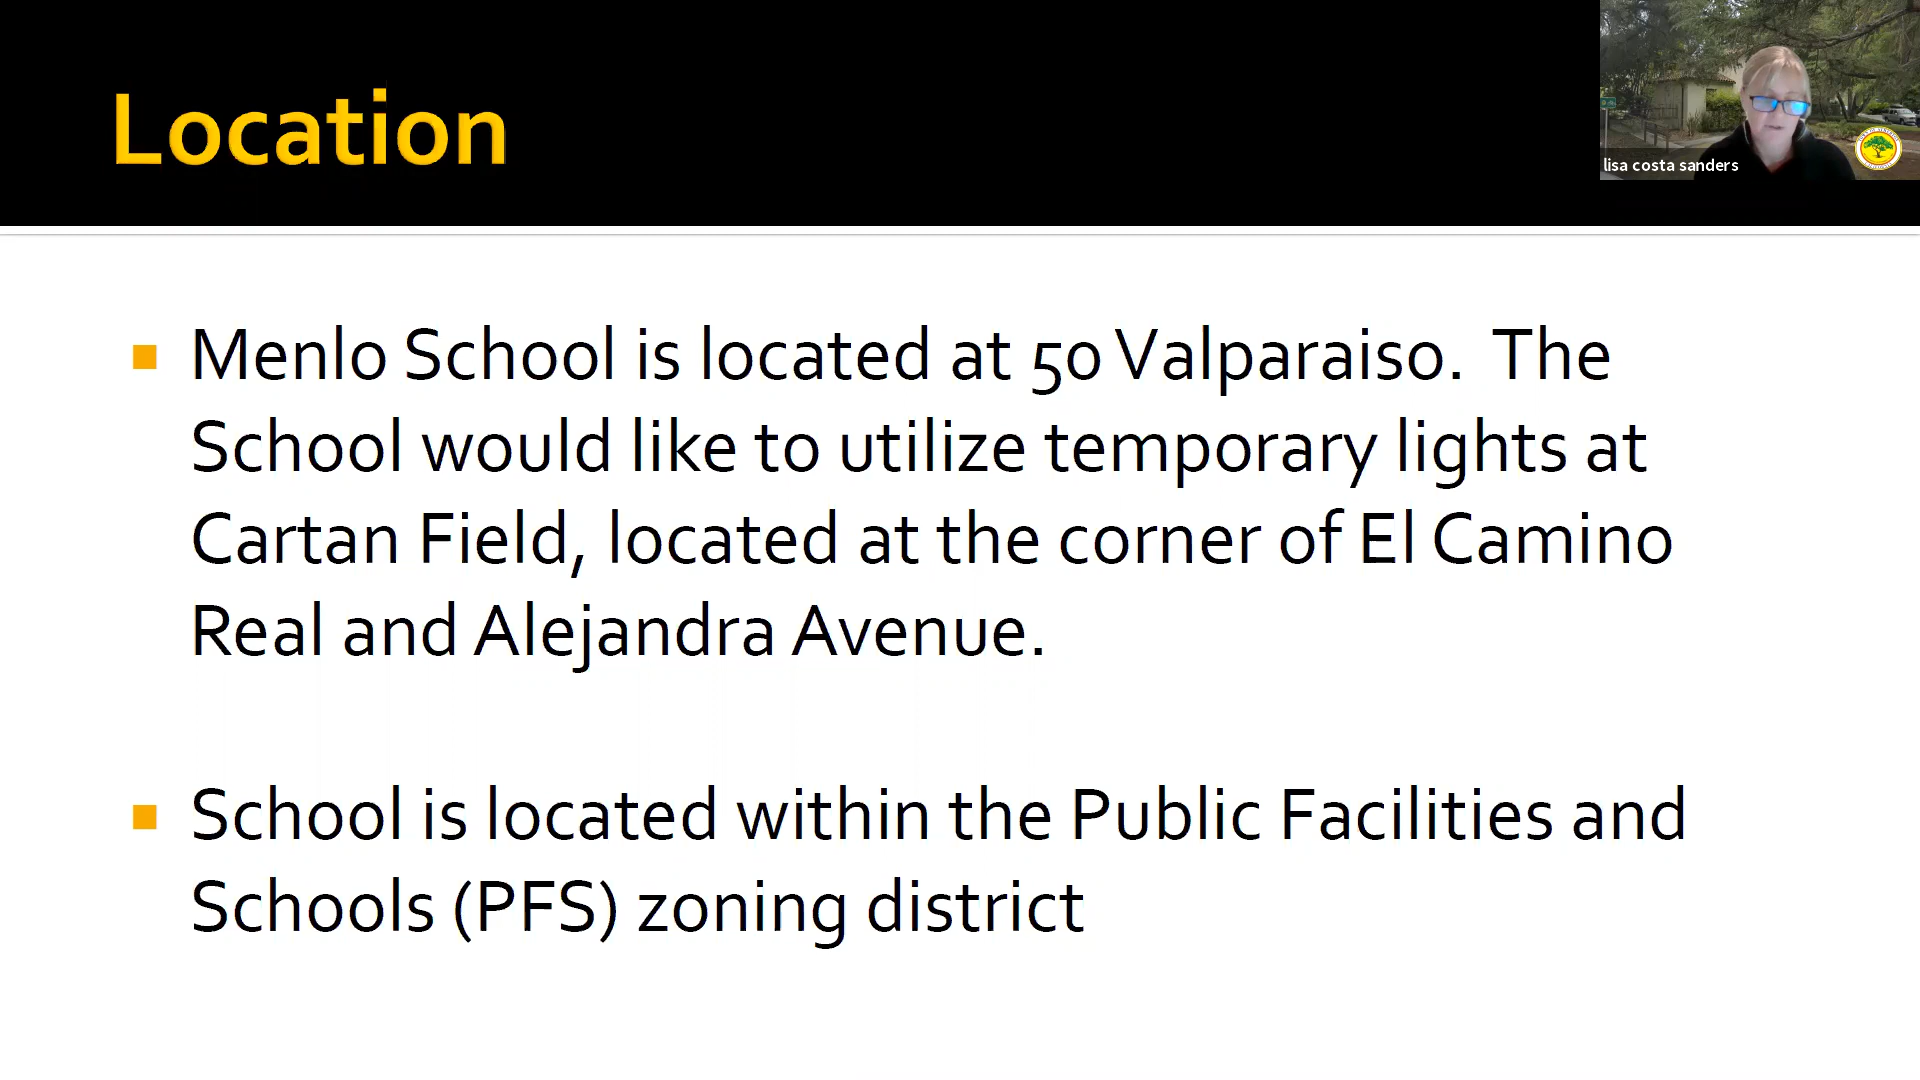 Location
lisa costa sanders
Menlo School is located at 50 Valparaiso. The
School would like to utilize temporary lights at
Cartan Field, located at the corner of El Camino
Real and Alejandra Avenue.
School is located within the Public Facilities and
Schools (PFS) zoning district